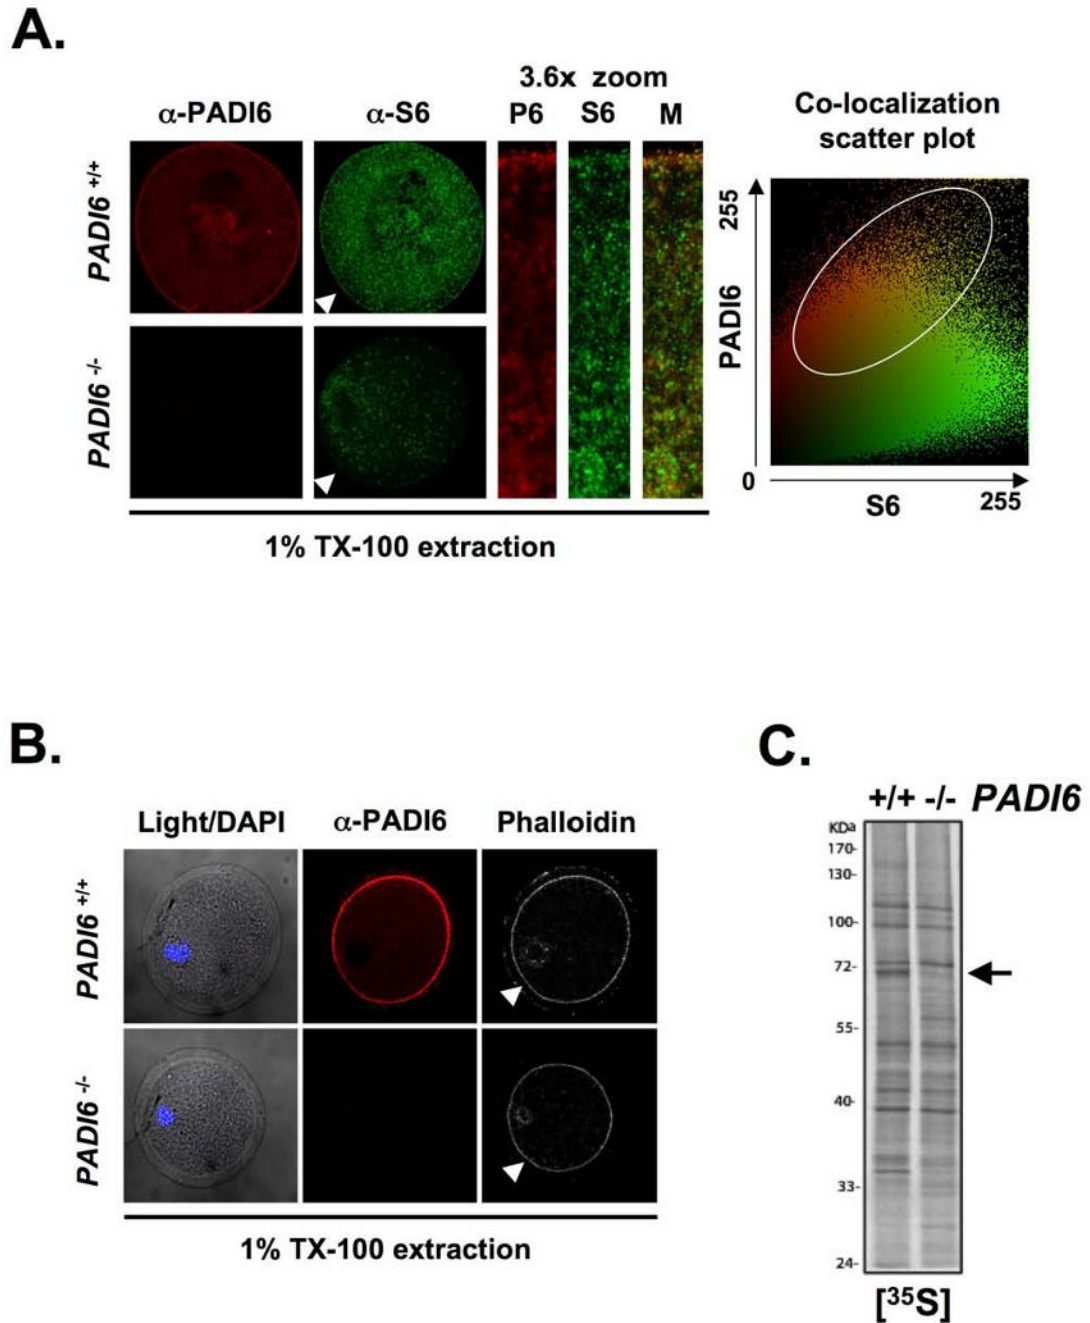 A.
3.6x zoom
α-PADI6 α-S6 P6 S6 M
Co-localization
scatter plot
PADI6 +/+
PADI6 -/-
255
PADI6
0
S6
255
1% TX-100 extraction
B.
Light/DAPI α-PADI6 Phalloidin
PADI6 +/+
PADI6 -/-
1% TX-100 extraction
C.
+/+ -/- PADI6
KDa
170-
130-
100-
72-
55-
40-
33-
24-
[35S]